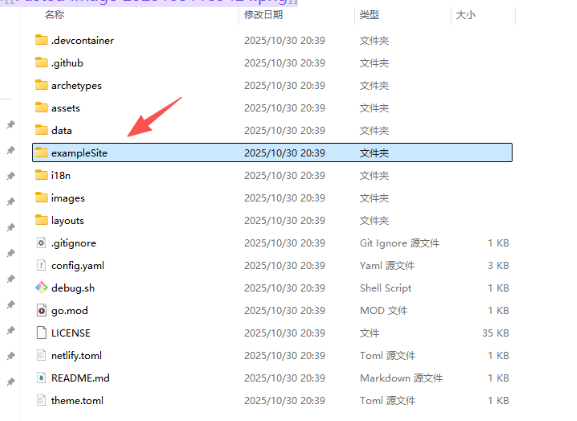 名称 修改日期 类型 大小
.devcontainer 2025/10/30 20:39 文件夹
.github 2025/10/30 20:39 文件夹
archetypes 2025/10/30 20:39 文件夹
assets 2025/10/30 20:39 文件夹
data 2025/10/30 20:39 文件夹
exampleSite 2025/10/30 20:39 文件夹
i18n 2025/10/30 20:39 文件夹
images 2025/10/30 20:39 文件夹
layouts 2025/10/30 20:39 文件夹
.gitignore 2025/10/30 20:39 Git Ignore 源文件 1 KB
config.yaml 2025/10/30 20:39 Yaml 源文件 3 KB
debug.sh 2025/10/30 20:39 Shell Script 1 KB
go.mod 2025/10/30 20:39 MOD 文件 1 KB
LICENSE 2025/10/30 20:39 文件 35 KB
netlify.toml 2025/10/30 20:39 Toml 源文件 1 KB
README.md 2025/10/30 20:39 Markdown 源文件 1 KB
theme.toml 2025/10/30 20:39 Toml 源文件 1 KB